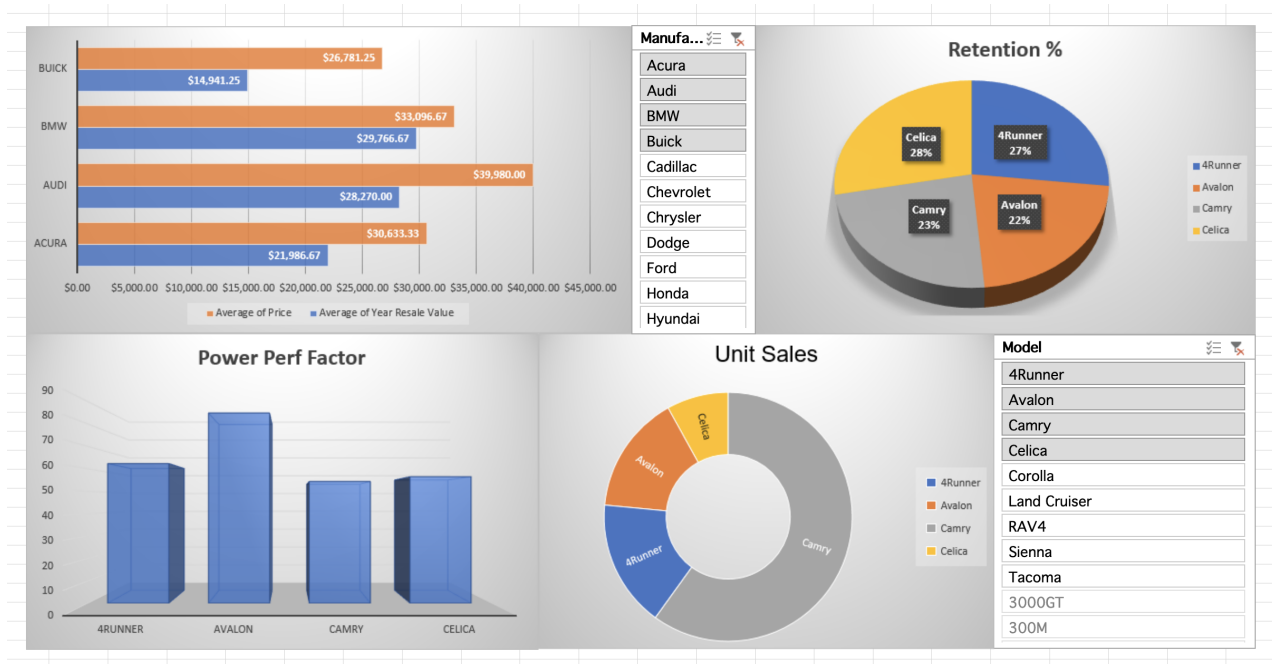 BUICK
$26,781.25
$14,941.25
BMW
$33,096.67
$29,766.67
AUDI
$39,980.00
$28,270.00
ACURA
$30,633.33
$21,986.67
$0.00 $5,000.00 $10,000.00 $15,000.00 $20,000.00 $25,000.00 $30,000.00 $35,000.00 $40,000.00 $45,000.00
Average of Price Average of Year Resale Value
Manufa...
Acura
Audi
BMW
Buick
Cadillac
Chevrolet
Chrysler
Dodge
Ford
Honda
Hyundai
Retention %
Celica
28%
4Runner
27%
Camry
23%
Avalon
22%
4Runner
Avalon
Camry
Celica
Power Perf Factor
90
80
70
60
50
40
30
20
10
0
4RUNNER AVALON CAMRY CELICA
Unit Sales
Celica
Avalon
4Runner
Camry
4Runner
Avalon
Camry
Celica
Model
4Runner
Avalon
Camry
Celica
Corolla
Land Cruiser
RAV4
Sienna
Tacoma
3000GT
300M